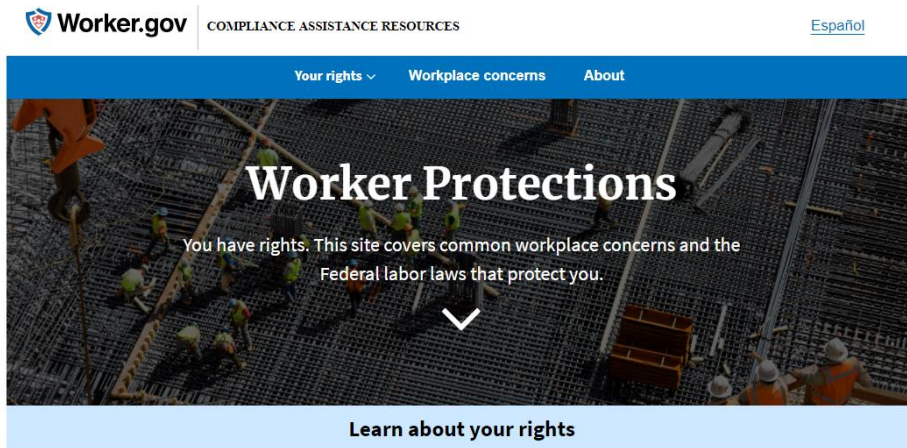 Worker.gov COMPLIANCE ASSISTANCE RESOURCES Español
Your rights Workplace concerns About
Worker Protections
You have rights. This site covers common workplace concerns and the
Federal labor laws that protect you.
Learn about your rights